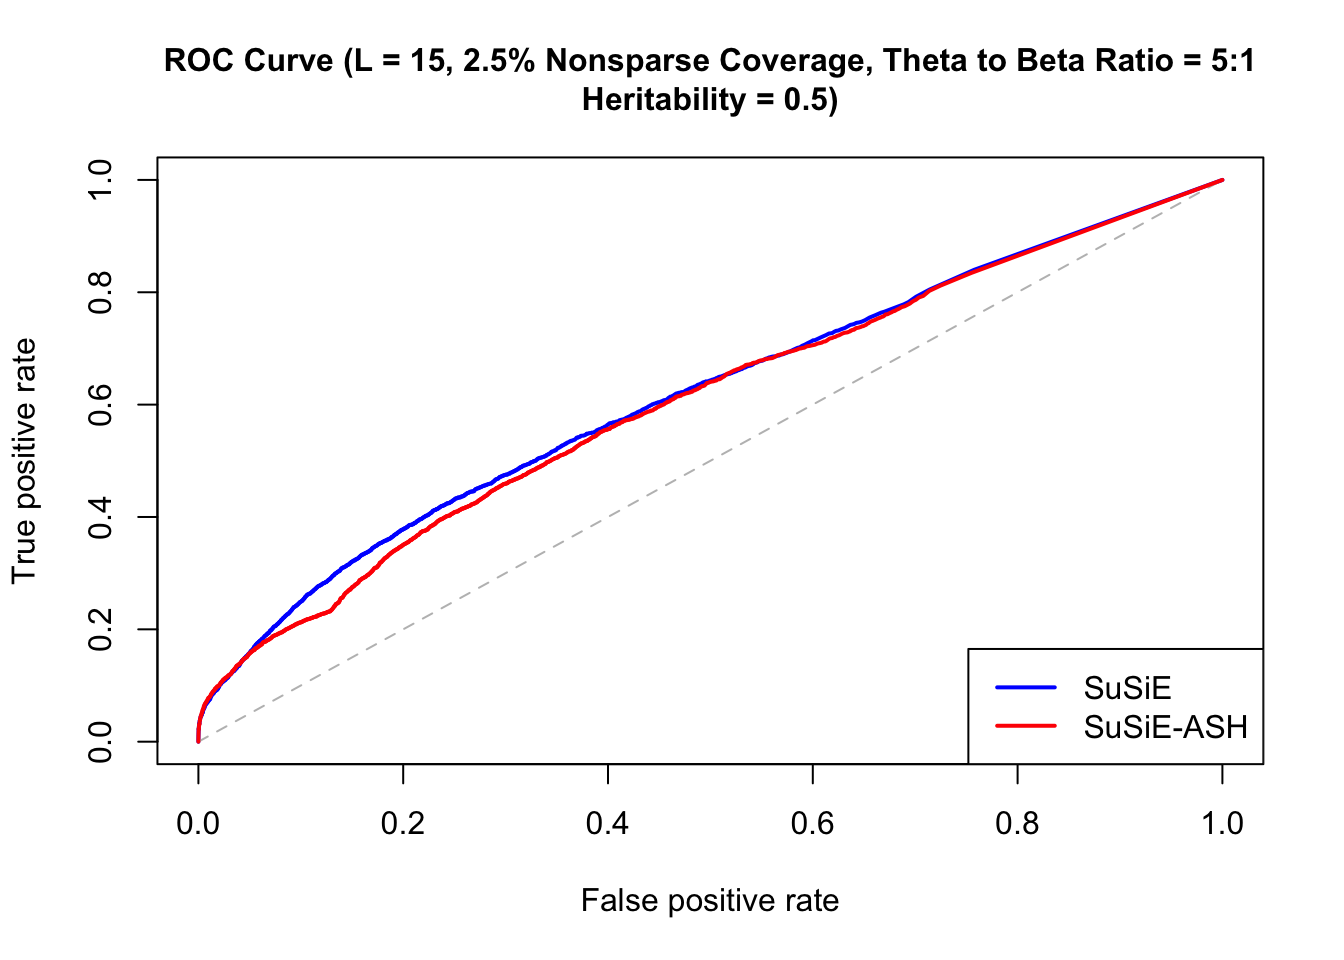 ROC Curve (L = 15, 2.5% Nonsparse Coverage, Theta to Beta Ratio = 5:1
Heritability = 0.5)
True positive rate
1.0
0.8
0.6
0.4
0.2
0.0
SuSiE
SuSiE-ASH
0.0 0.2 0.4 0.6 0.8 1.0
False positive rate